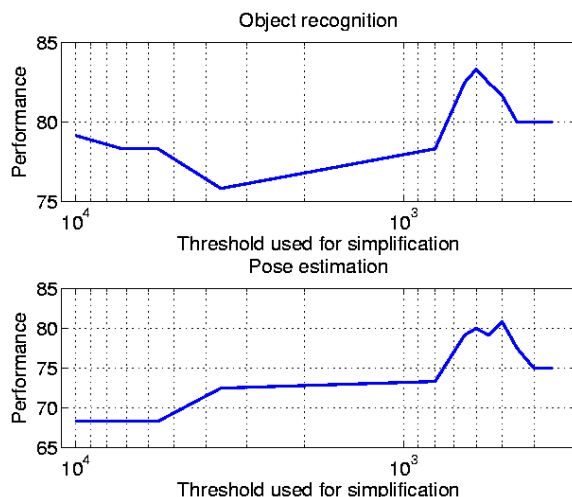 Object recognition
85
80
75
Performance
10^4
10^3
Threshold used for simplification
Pose estimation
85
80
75
70
65
Performance
10^4
10^3
Threshold used for simplification